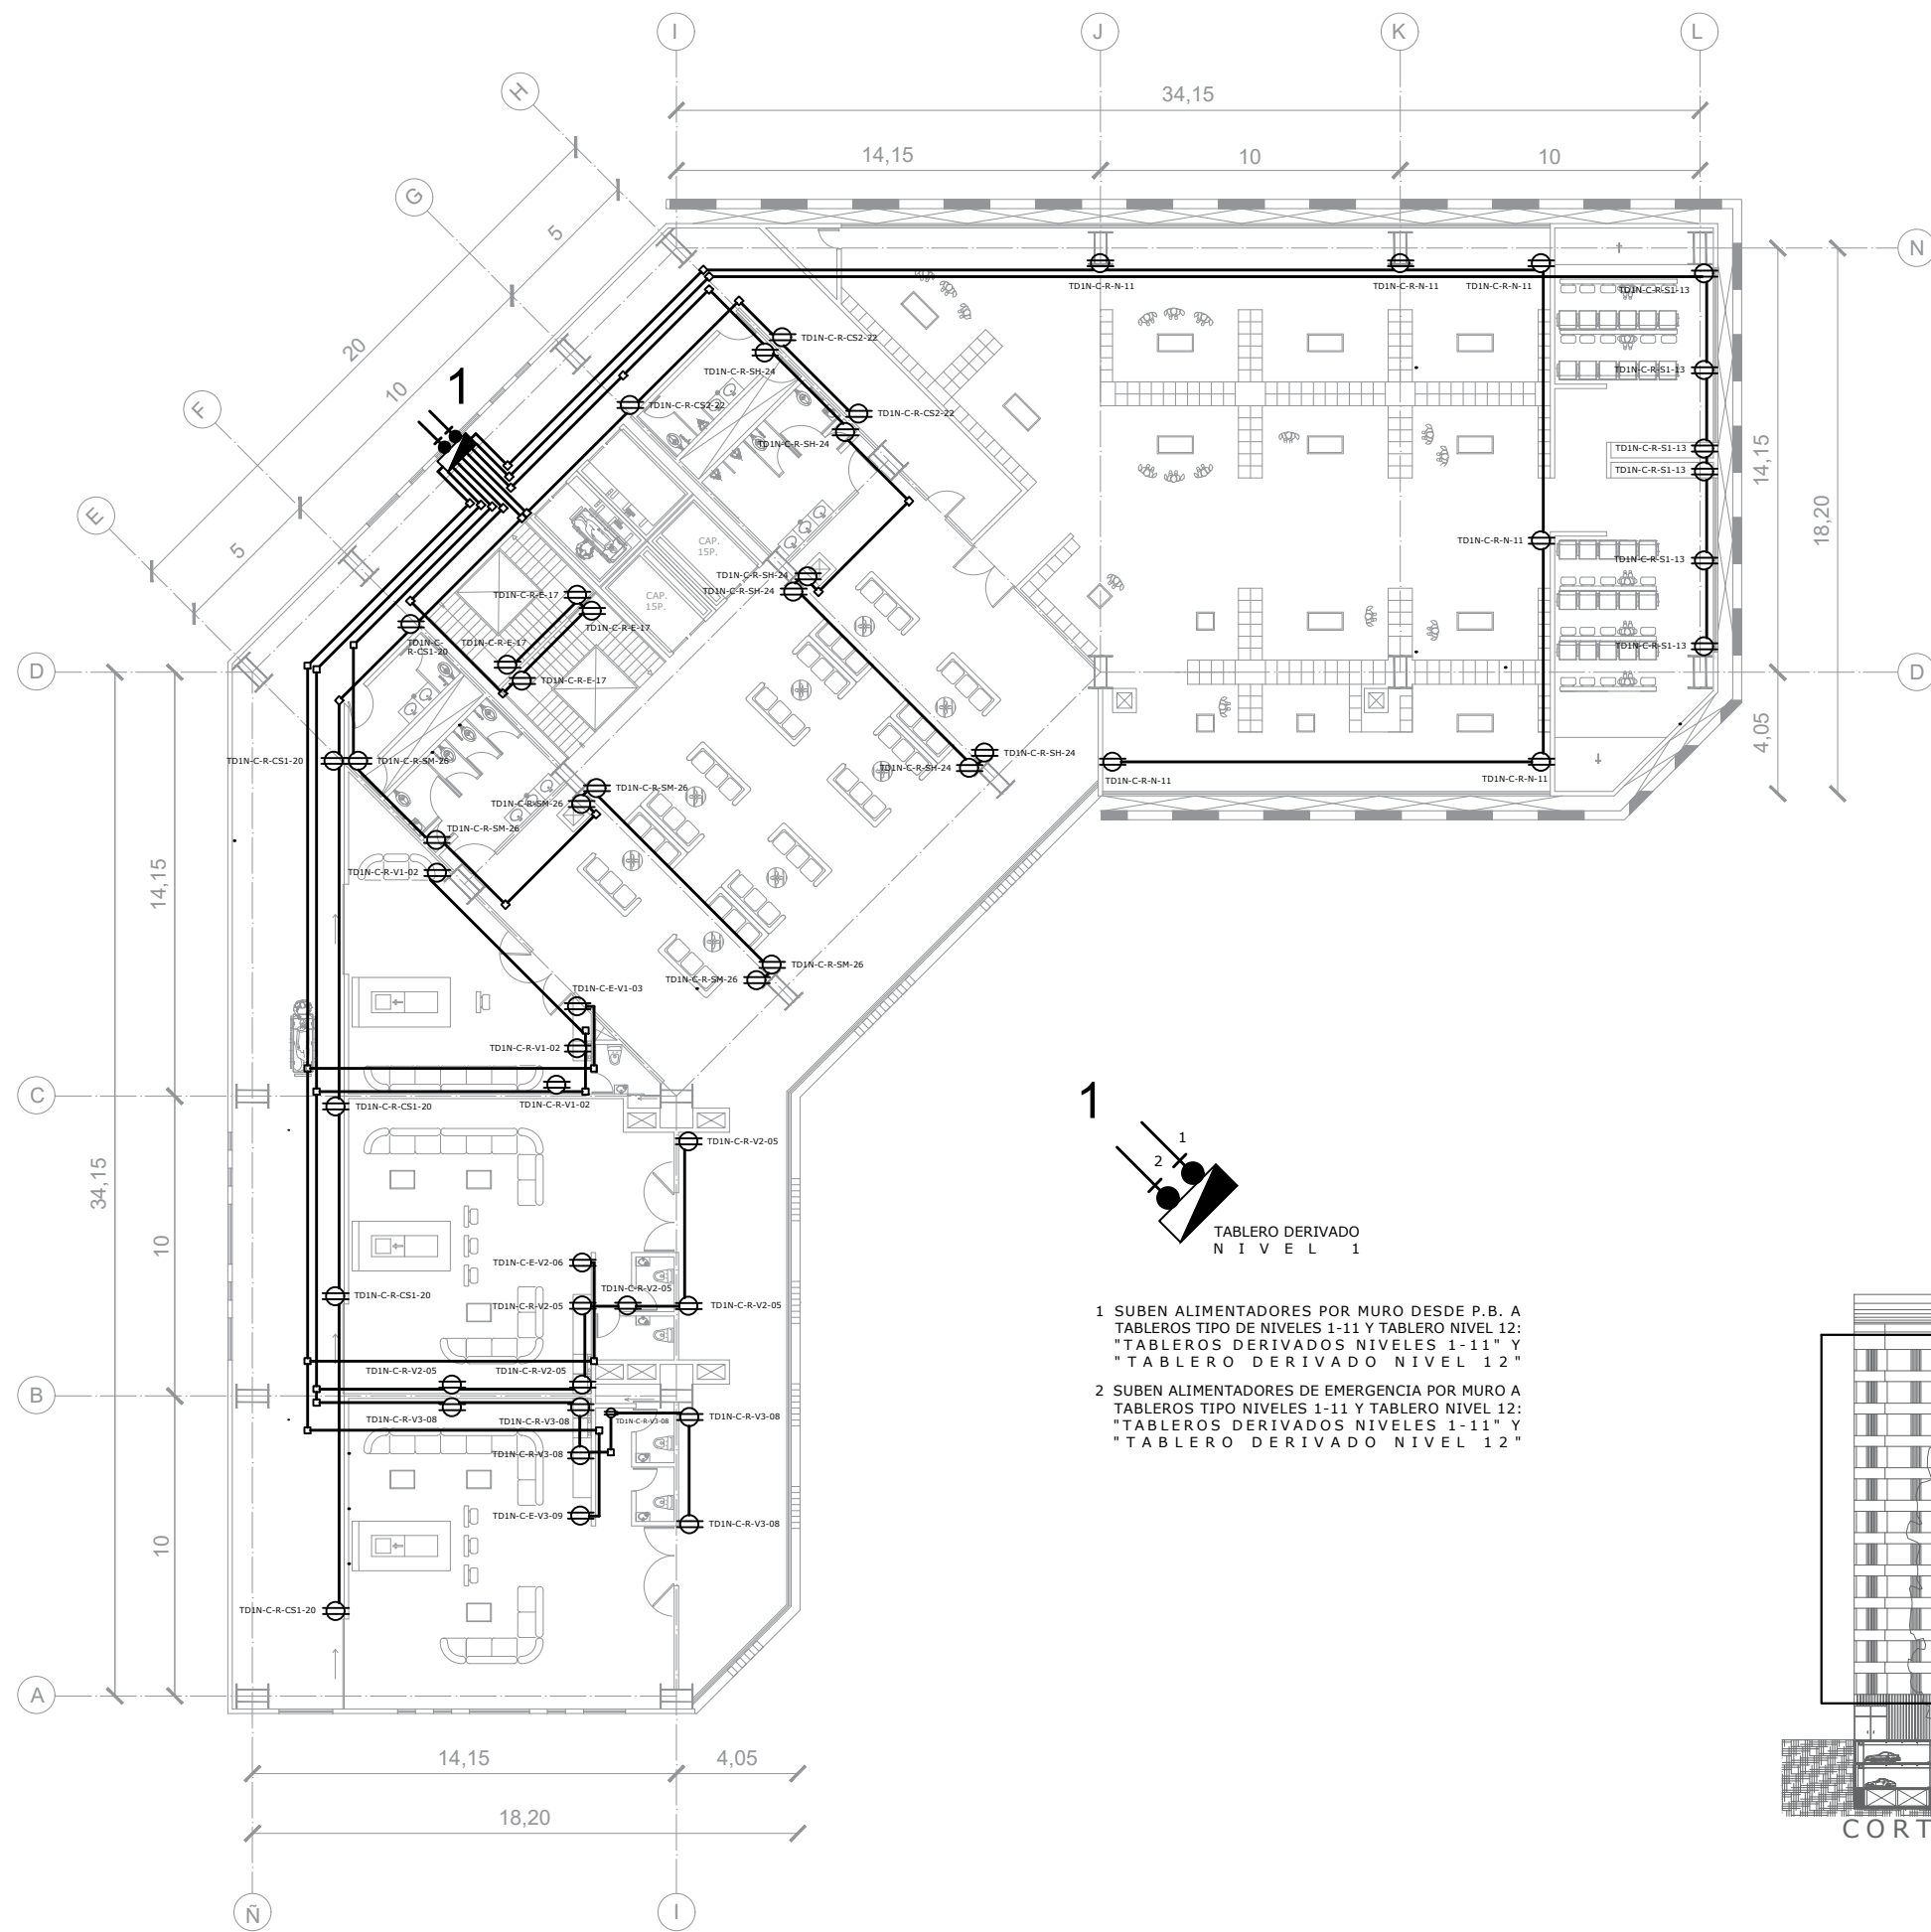 I
J
K
L
H
34,15
G
14,15
10
10
5
N
20
TD1N-C-R-N-11
TD1N-C-R-N-11
TD1N-C-R-N-11
TD1N-C-R-S1-13
TD1N-C-R-CS2-22
TD1N-C-R-SH-24
TD1N-C-R-S1-13
1
10
F
TD1N-C-R-CS2-22
TD1N-C-R-CS2-22
TD1N-C-R-SH-24
TD1N-C-R-S1-13
TD1N-C-R-S1-13
14,15
18,20
E
5
CAP.
15P.
TD1N-C-R-N-11
TD1N-C-R-S1-13
TD1N-C-R-SH-24
TD1N-C-R-SH-24
TD1N-C-R-E-17
CAP.
15P.
TD1N-C-R-E-17
TD1N-C-
R-CS1-20
TD1N-C-R-E-17
TD1N-C-R-E-17
TD1N-C-R-S1-13
D
D
4,05
TD1N-C-R-CS1-20
TD1N-C-R-SM-26
TD1N-C-R-SH-24
TD1N-C-R-SH-24
TD1N-C-R-N-11
TD1N-C-R-N-11
TD1N-C-R-SM-26
TD1N-C-R-SM-26
TD1N-C-R-SM-26
TD1N-C-R-V1-02
14,15
TD1N-C-R-SM-26
TD1N-C-R-SM-26
TD1N-C-E-V1-03
TD1N-C-R-V1-02
C
TD1N-C-R-CS1-20
TD1N-C-R-V1-02
TD1N-C-R-V2-05
34,15
10
TD1N-C-E-V2-06
TD1N-C-R-V2-05
TD1N-C-R-CS1-20
TD1N-C-R-V2-05
TD1N-C-R-V2-05
TD1N-C-R-V2-05
TD1N-C-R-V2-05
B
TD1N-C-R-V3-08
TD1N-C-R-V3-08
TD1N-C-R-V3-08
TD1N-C-R-V3-08
TD1N-C-R-V3-08
TD1N-C-E-V3-09
TD1N-C-R-V3-08
10
TD1N-C-R-CS1-20
A
14,15
4,05
18,20
Ñ
I
1
1
2
TABLERO DERIVADO
NIVEL 1
1 SUBEN ALIMENTADORES POR MURO DESDE P.B. A
TABLEROS TIPO DE NIVELES 1-11 Y TABLERO NIVEL 12:
"TABLEROS DERIVADOS NIVELES 1-11" Y
"TABLERO DERIVADO NIVEL 12"
2 SUBEN ALIMENTADORES DE EMERGENCIA POR MURO A
TABLEROS TIPO NIVELES 1-11 Y TABLERO NIVEL 12:
"TABLEROS DERIVADOS NIVELES 1-11" Y
"TABLERO DERIVADO NIVEL 12"
CORT